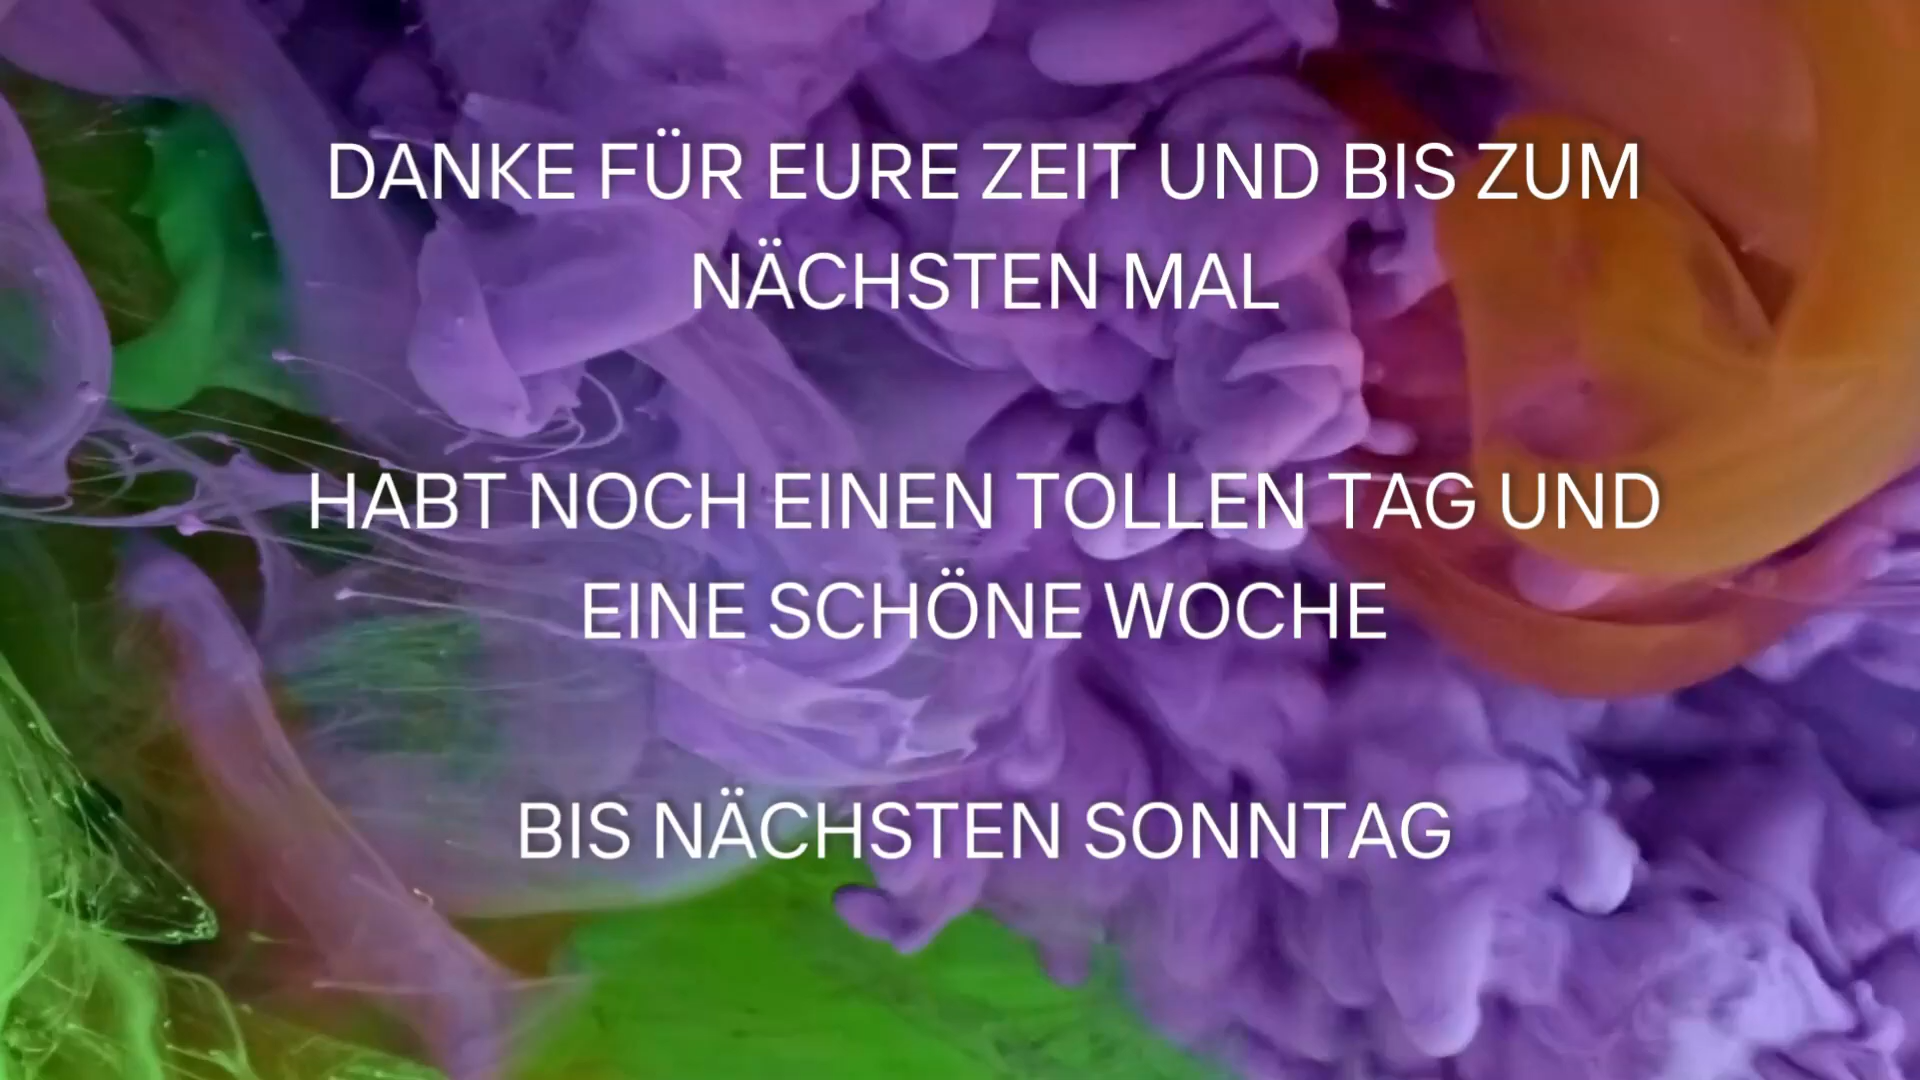 DANKE FÜR EURE ZEIT UND BIS ZUM
NÄCHSTEN MAL
HABT NOCH EINEN TOLLEN TAG UND
EINE SCHÖNE WOCHE
BIS NÄCHSTEN SONNTAG